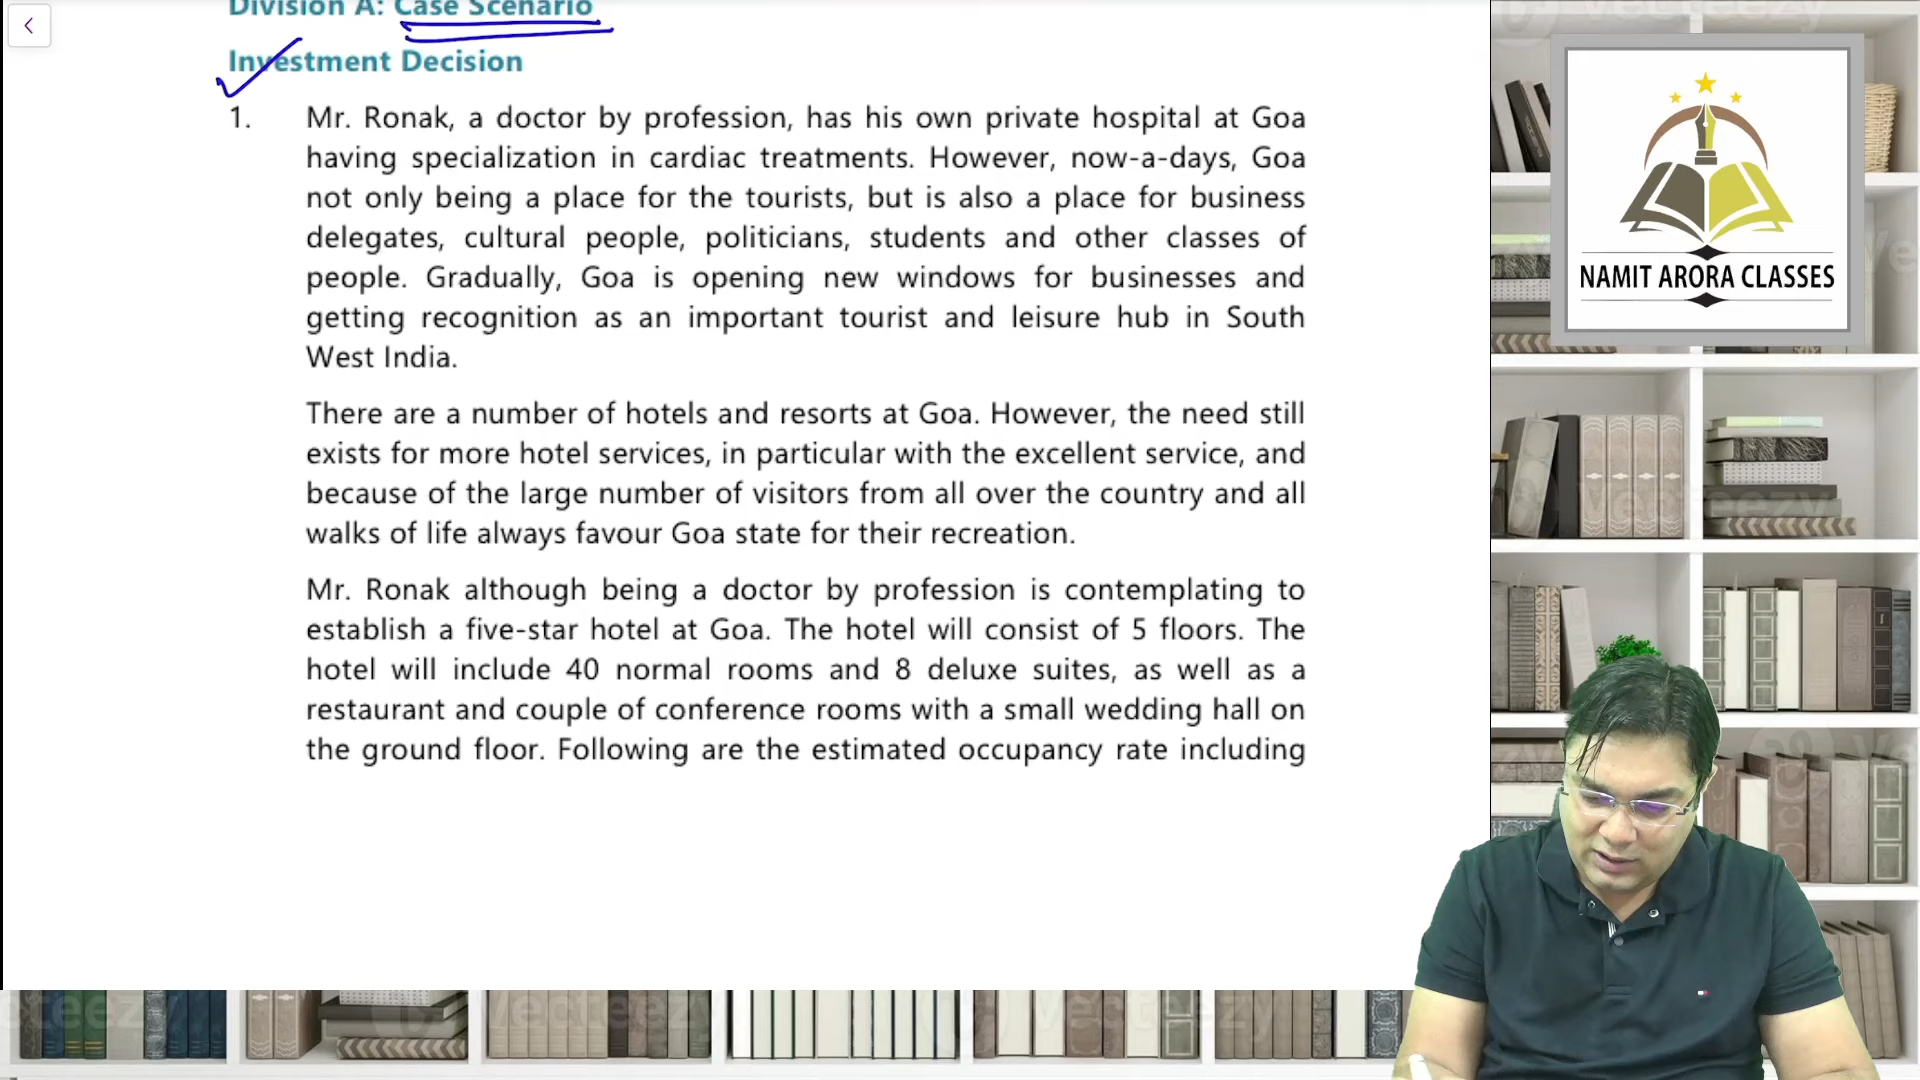 Division A: Case Scenario
Investment Decision
1. Mr. Ronak, a doctor by profession, has his own private hospital at Goa
having specialization in cardiac treatments. However, now-a-days, Goa
not only being a place for the tourists, but is also a place for business
delegates, cultural people, politicians, students and other classes of
people. Gradually, Goa is opening new windows for businesses and
getting recognition as an important tourist and leisure hub in South
West India.
There are a number of hotels and resorts at Goa. However, the need still
exists for more hotel services, in particular with the excellent service, and
because of the large number of visitors from all over the country and all
walks of life always favour Goa state for their recreation.
Mr. Ronak although being a doctor by profession is contemplating to
establish a five-star hotel at Goa. The hotel will consist of 5 floors. The
hotel will include 40 normal rooms and 8 deluxe suites, as well as a
restaurant and couple of conference rooms with a small wedding hall on
the ground floor. Following are the estimated occupancy rate including
NAMIT ARORA CLASSES